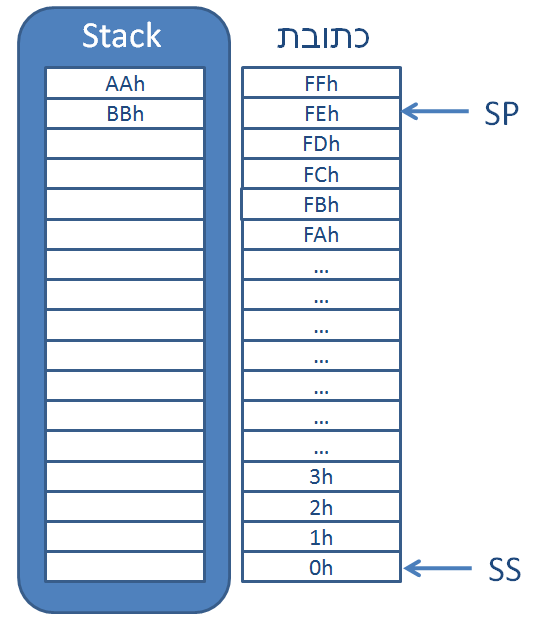 Stack כתובת
AAh FFh
BBh FEh SP
FDh
FCh
FBh
FAh
...
...
...
...
...
...
...
3h
2h
1h
0h SS